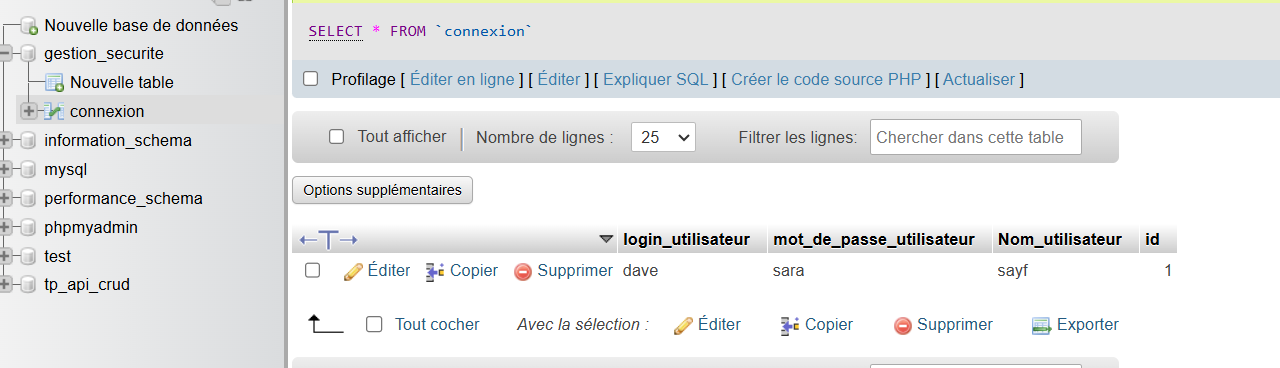 Nouvelle base de données
gestion_securite
Nouvelle table
connexion
information_schema
mysql
performance_schema
phpmyadmin
test
tp_api_crud
SELECT * FROM `connexion`
Profilage [ Éditer en ligne ] [ Éditer ] [ Expliquer SQL ] [ Créer le code source PHP ] [ Actualiser ]
Tout afficher | Nombre de lignes : 25 Filtrer les lignes: Chercher dans cette table
Options supplémentaires
←T→ login_utilisateur mot_de_passe_utilisateur Nom_utilisateur id
Éditer Copier Supprimer dave sara sayf 1
Tout cocher Avec la sélection : Éditer Copier Supprimer Exporter